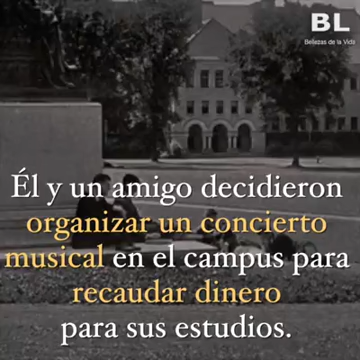 BL
Bellezas de la Vida
Él y un amigo decidieron
organizar un concierto
musical en el campus para
recaudar dinero
para sus estudios.